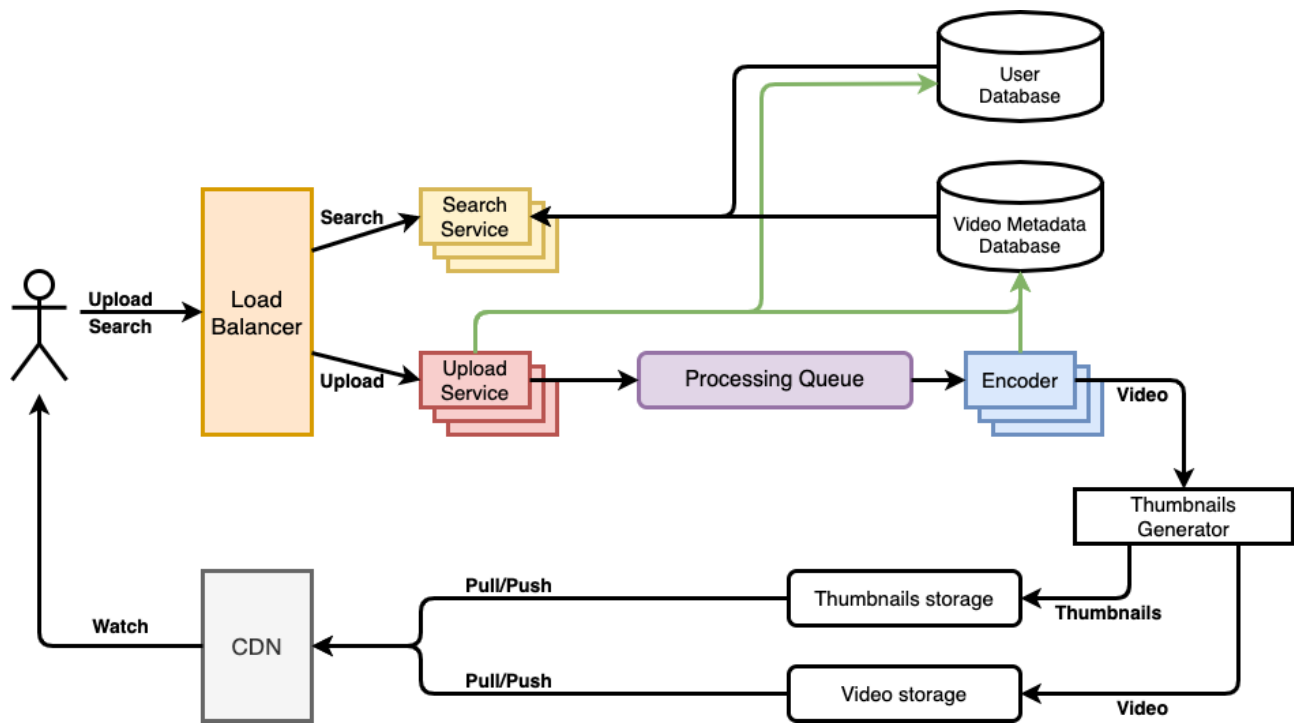 User
Database
Search
Search
Service
Video Metadata
Database
Upload
Search
Load
Balancer
Upload
Upload
Service
Processing Queue
Encoder
Video
Thumbnails
Generator
Pull/Push
Thumbnails storage
Thumbnails
Watch
CDN
Pull/Push
Video storage
Video